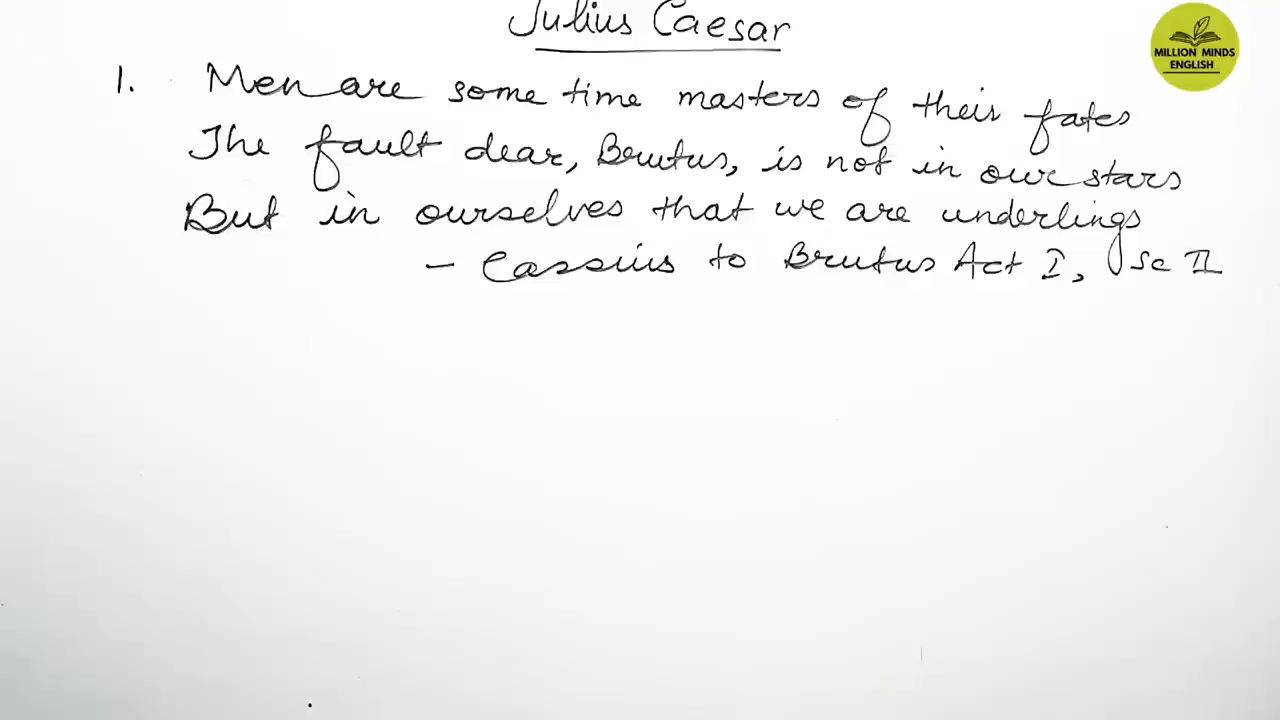 Julius Caesar
MILLION MINDS
ENGLISH
1. Men are some time masters of their fates
The fault dear, Brutus, is not in our stars
But in ourselves that we are underlings
- Cassius to Brutus Act I, Sc II